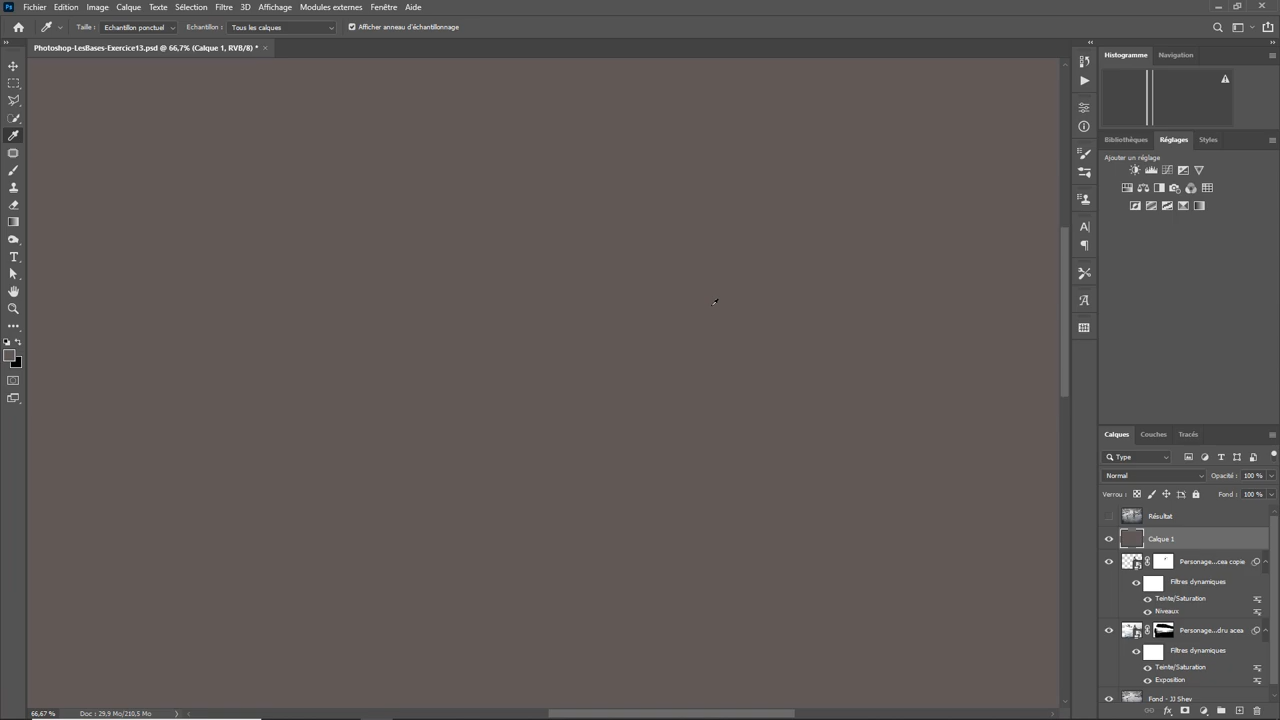 Ps Fichier Edition Image Calque Texte Sélection Filtre 3D Affichage Modules externes Fenêtre Aide
Taille : Echantillon ponctuel Echantillon : Tous les calques Afficher anneau d'échantillonnage
Photoshop-LesBases-Exercice13.psd @ 66,7% (Calque 1, RVB/8) *
Histogramme Navigation
Bibliothèques Réglages Styles
Ajouter un réglage
Calques Couches Tracés
Type
Normal Opacité : 100 %
Verrou : Fond : 100 %
Résultat
Calque 1
Personage...cea copie
Filtres dynamiques
Teinte/Saturation
Niveaux
Personage...dru acea
Filtres dynamiques
Teinte/Saturation
Exposition
Fond - JJ Shev
66,67 % Doc : 29,9 Mo/210,5 Mo